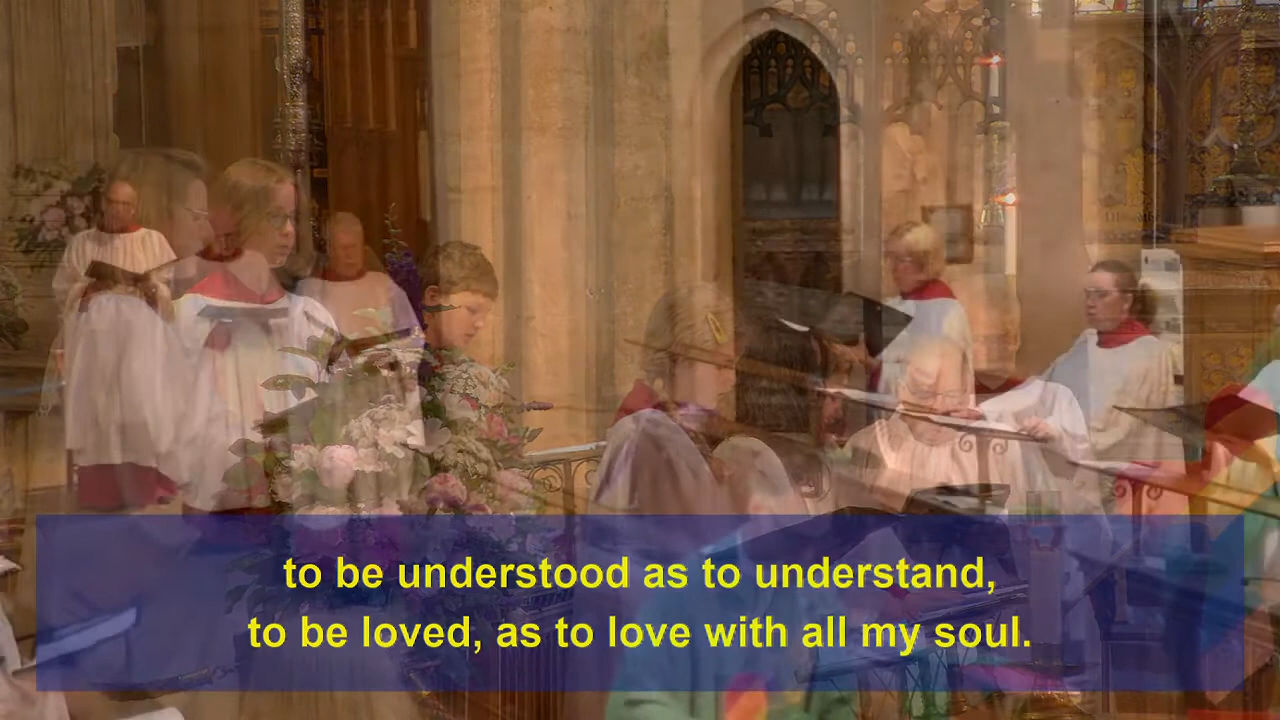 to be understood as to understand,
to be loved, as to love with all my soul.